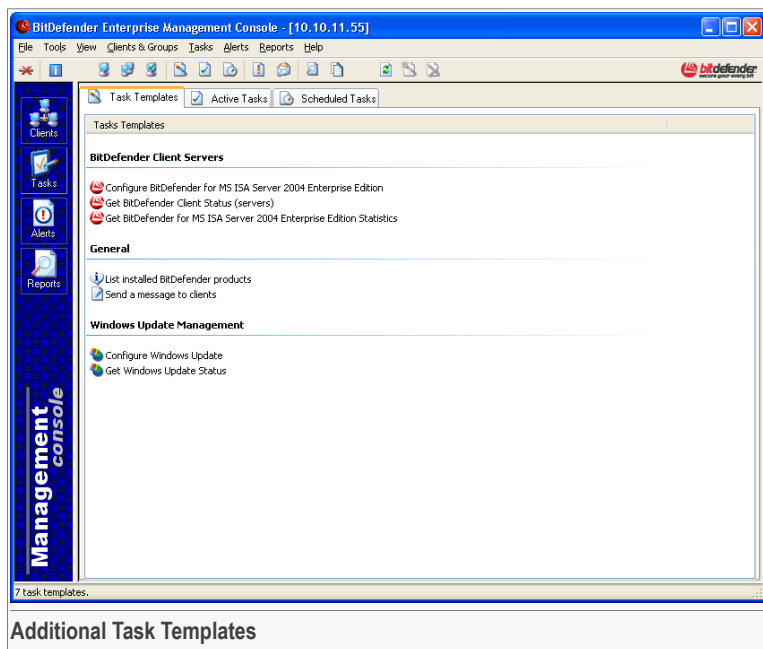 BitDefender Enterprise Management Console - [10.10.11.55]
File Tools View Clients & Groups Tasks Alerts Reports Help
bitdefender
secure your every bit
Task Templates Active Tasks Scheduled Tasks
Clients
Tasks
Alerts
Reports
Management
console
Tasks Templates
BitDefender Client Servers
Configure BitDefender for MS ISA Server 2004 Enterprise Edition
Get BitDefender Client Status (servers)
Get BitDefender for MS ISA Server 2004 Enterprise Edition Statistics
General
List installed BitDefender products
Send a message to clients
Windows Update Management
Configure Windows Update
Get Windows Update Status
7 task templates.
Additional Task Templates